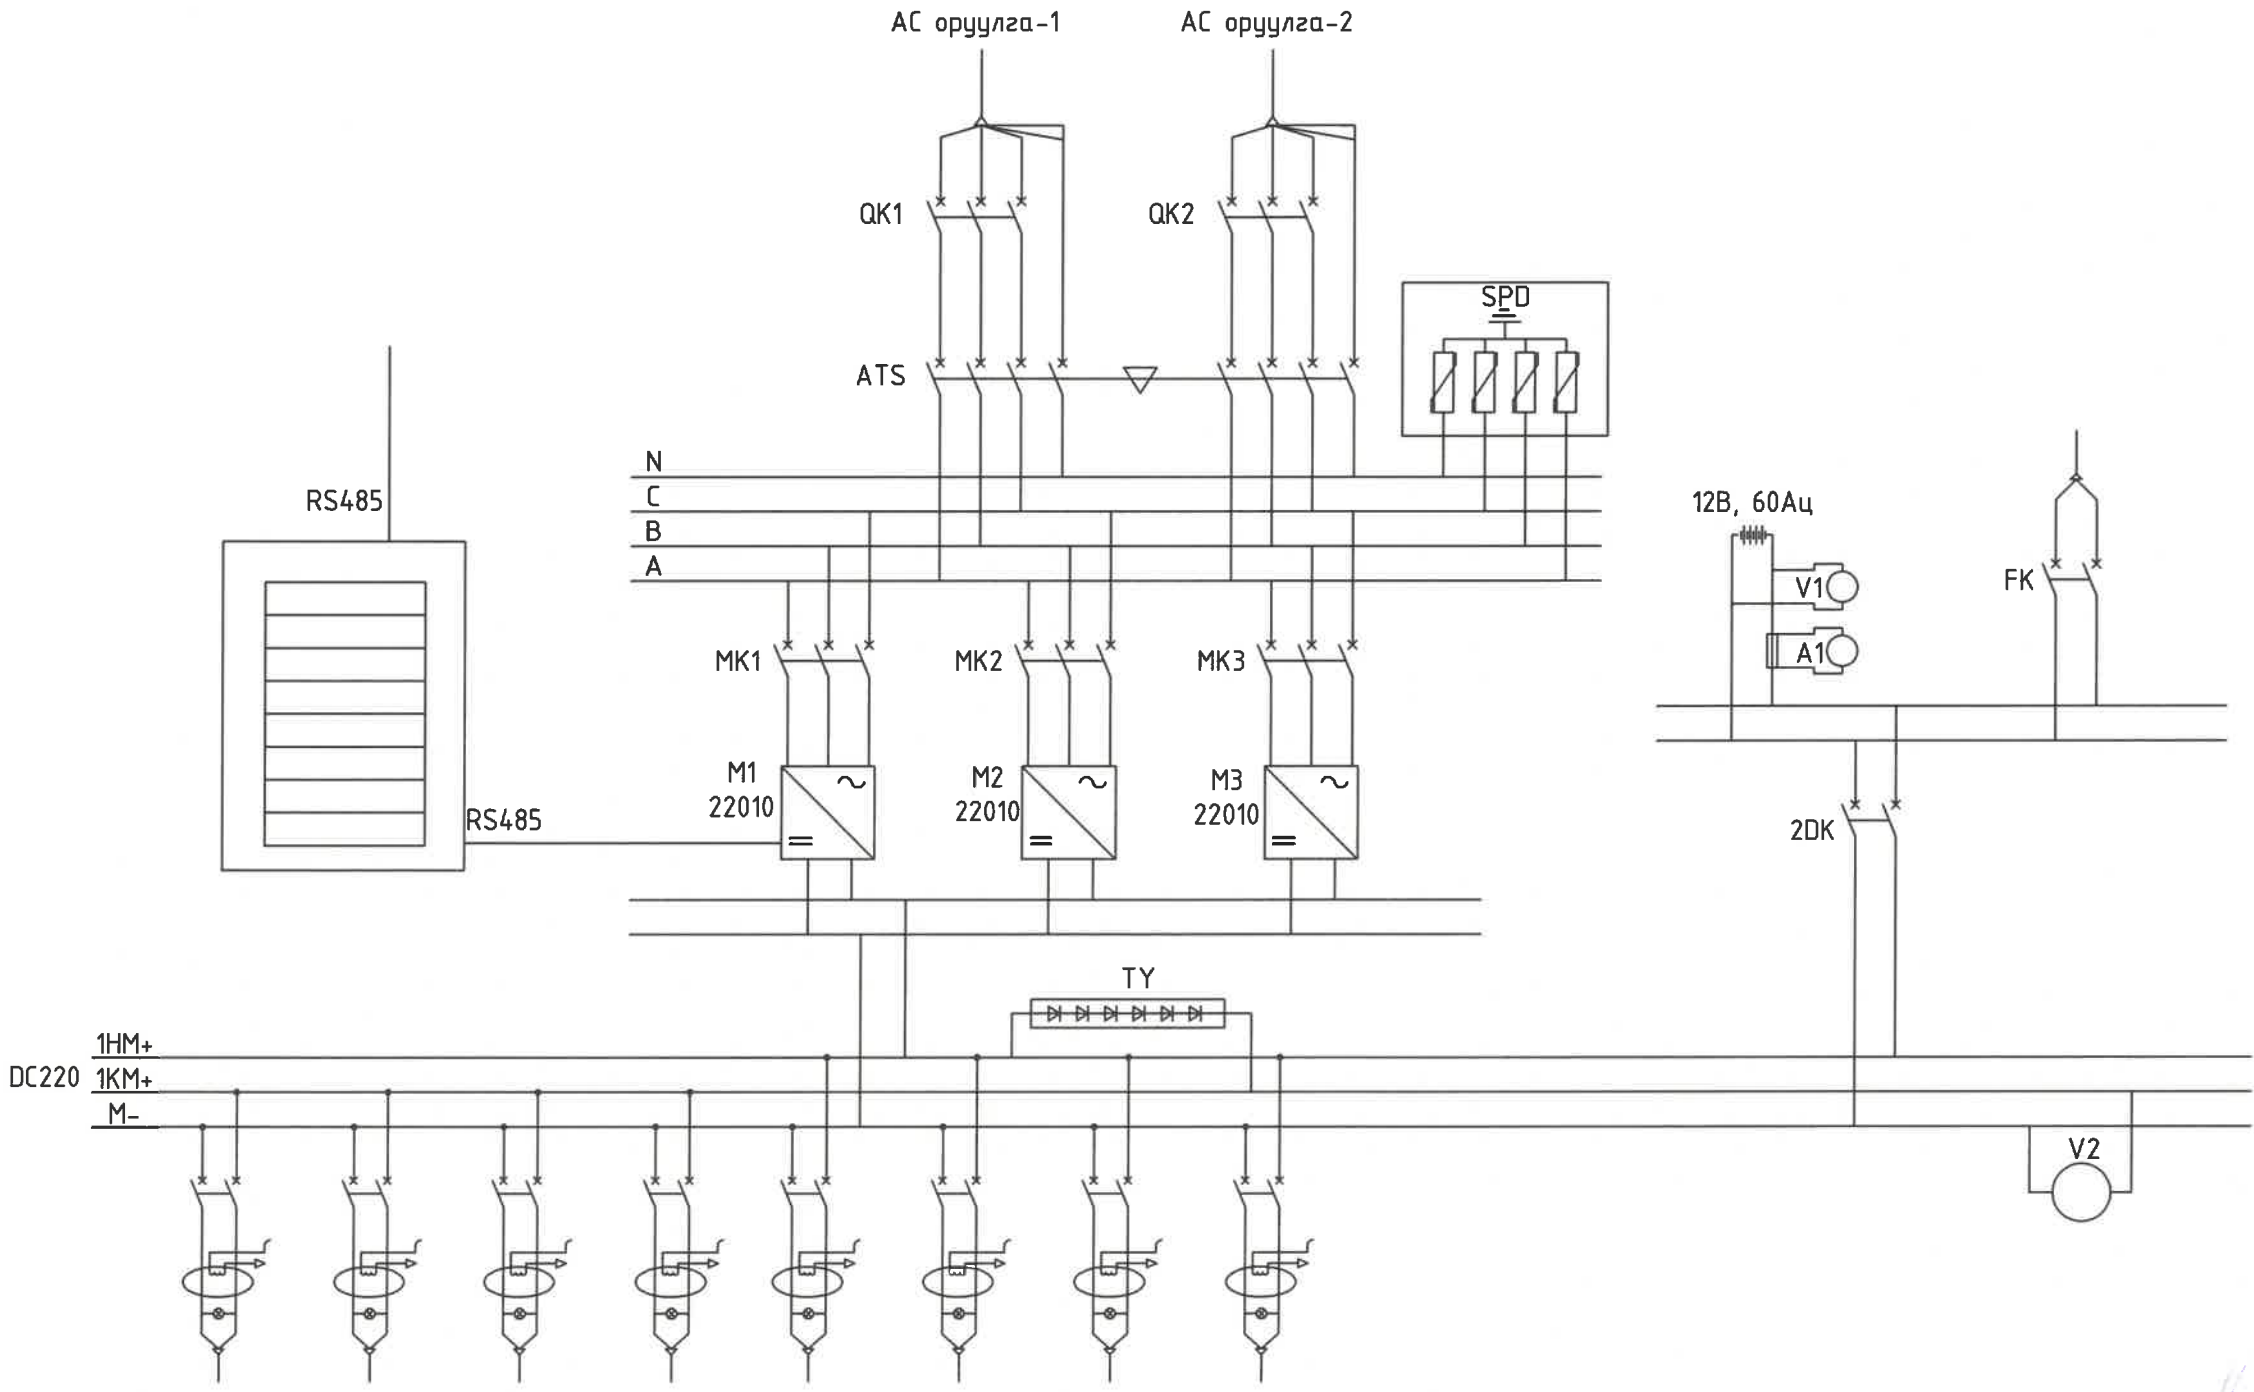 АС оруулга-1
АС оруулга-2
QK1
QK2
SPD
ATS
N
C
B
A
RS485
12В, 60Ац
V1
FK
A1
MK1
MK2
MK3
M1
22010
M2
22010
M3
22010
RS485
2DK
TY
1HM+
DC220
1KM+
M-
V2